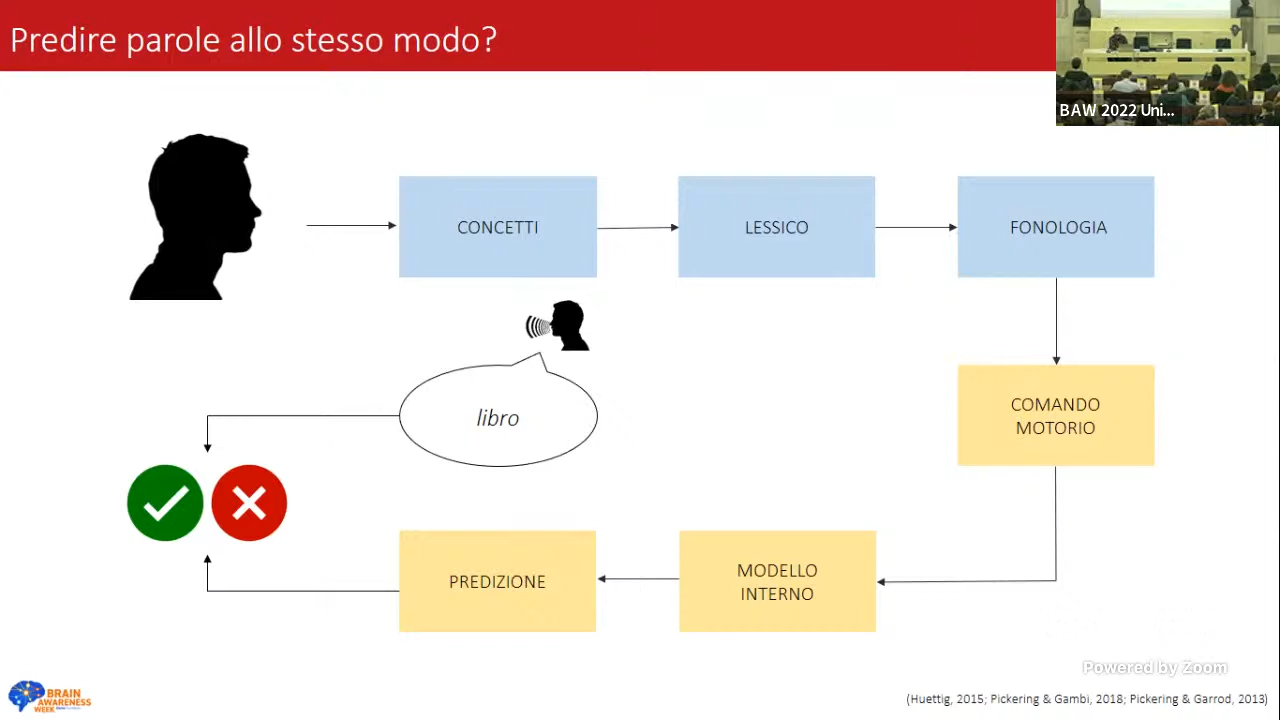 Predire parole allo stesso modo?
BAW 2022 Uni...
CONCETTI
LESSICO
FONOLOGIA
libro
COMANDO
MOTORIO
PREDIZIONE
MODELLO
INTERNO
Powered by Zoom
BRAIN
AWARENESS
WEEK
(Huettig, 2015; Pickering & Gambi, 2018; Pickering & Garrod, 2013)